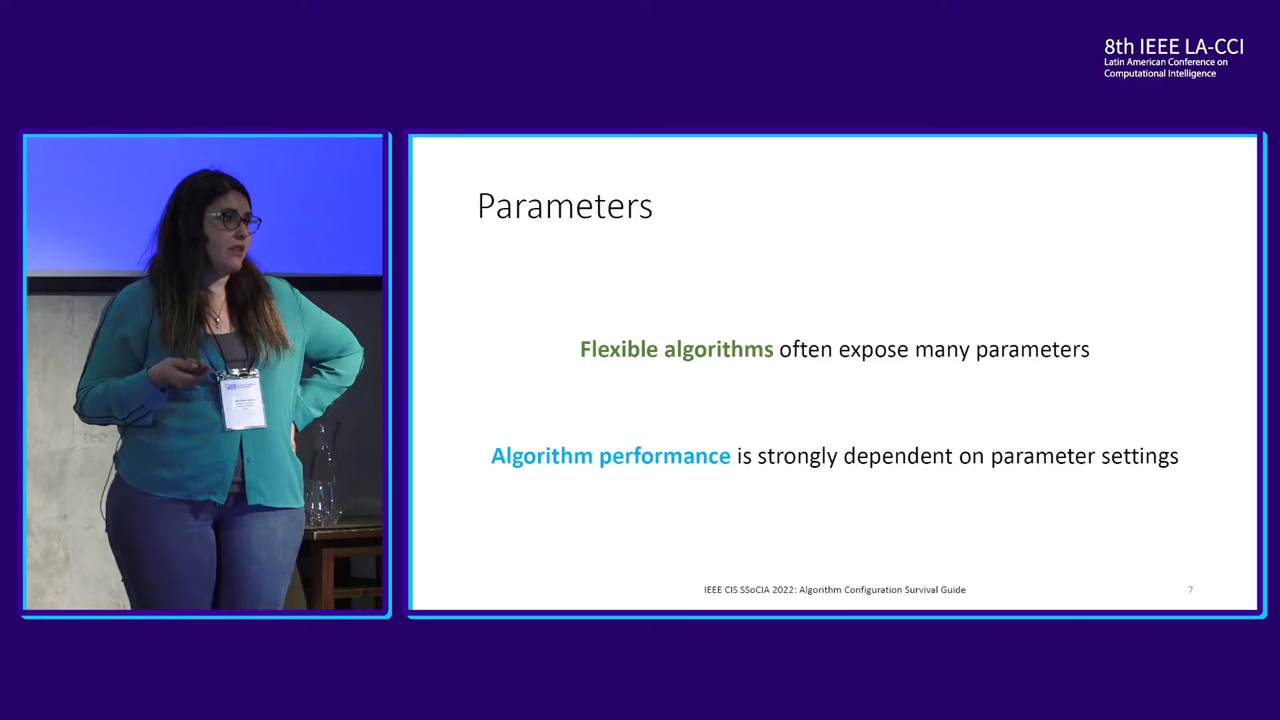 8th IEEE LA-CCI
Latin American Conference on
Computational Intelligence
Parameters
Flexible algorithms often expose many parameters
Algorithm performance is strongly dependent on parameter settings
IEEE CIS SSoCIA 2022: Algorithm Configuration Survival Guide
7